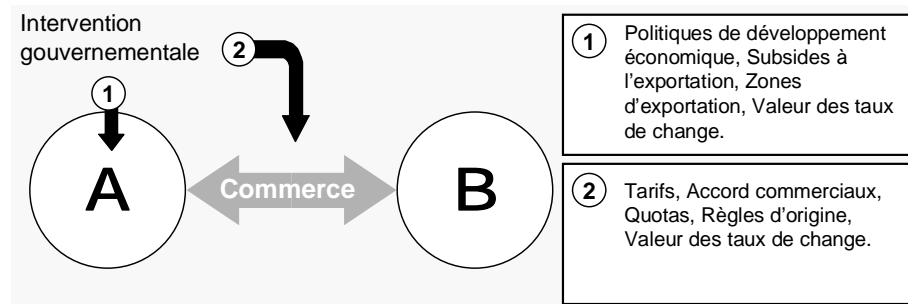 Intervention
gouvernementale
2
1
A
Commerce
B
1
Politiques de développement
économique, Subsides à
l'exportation, Zones
d'exportation, Valeur des taux
de change.
2
Tarifs, Accord commerciaux,
Quotas, Règles d'origine,
Valeur des taux de change.